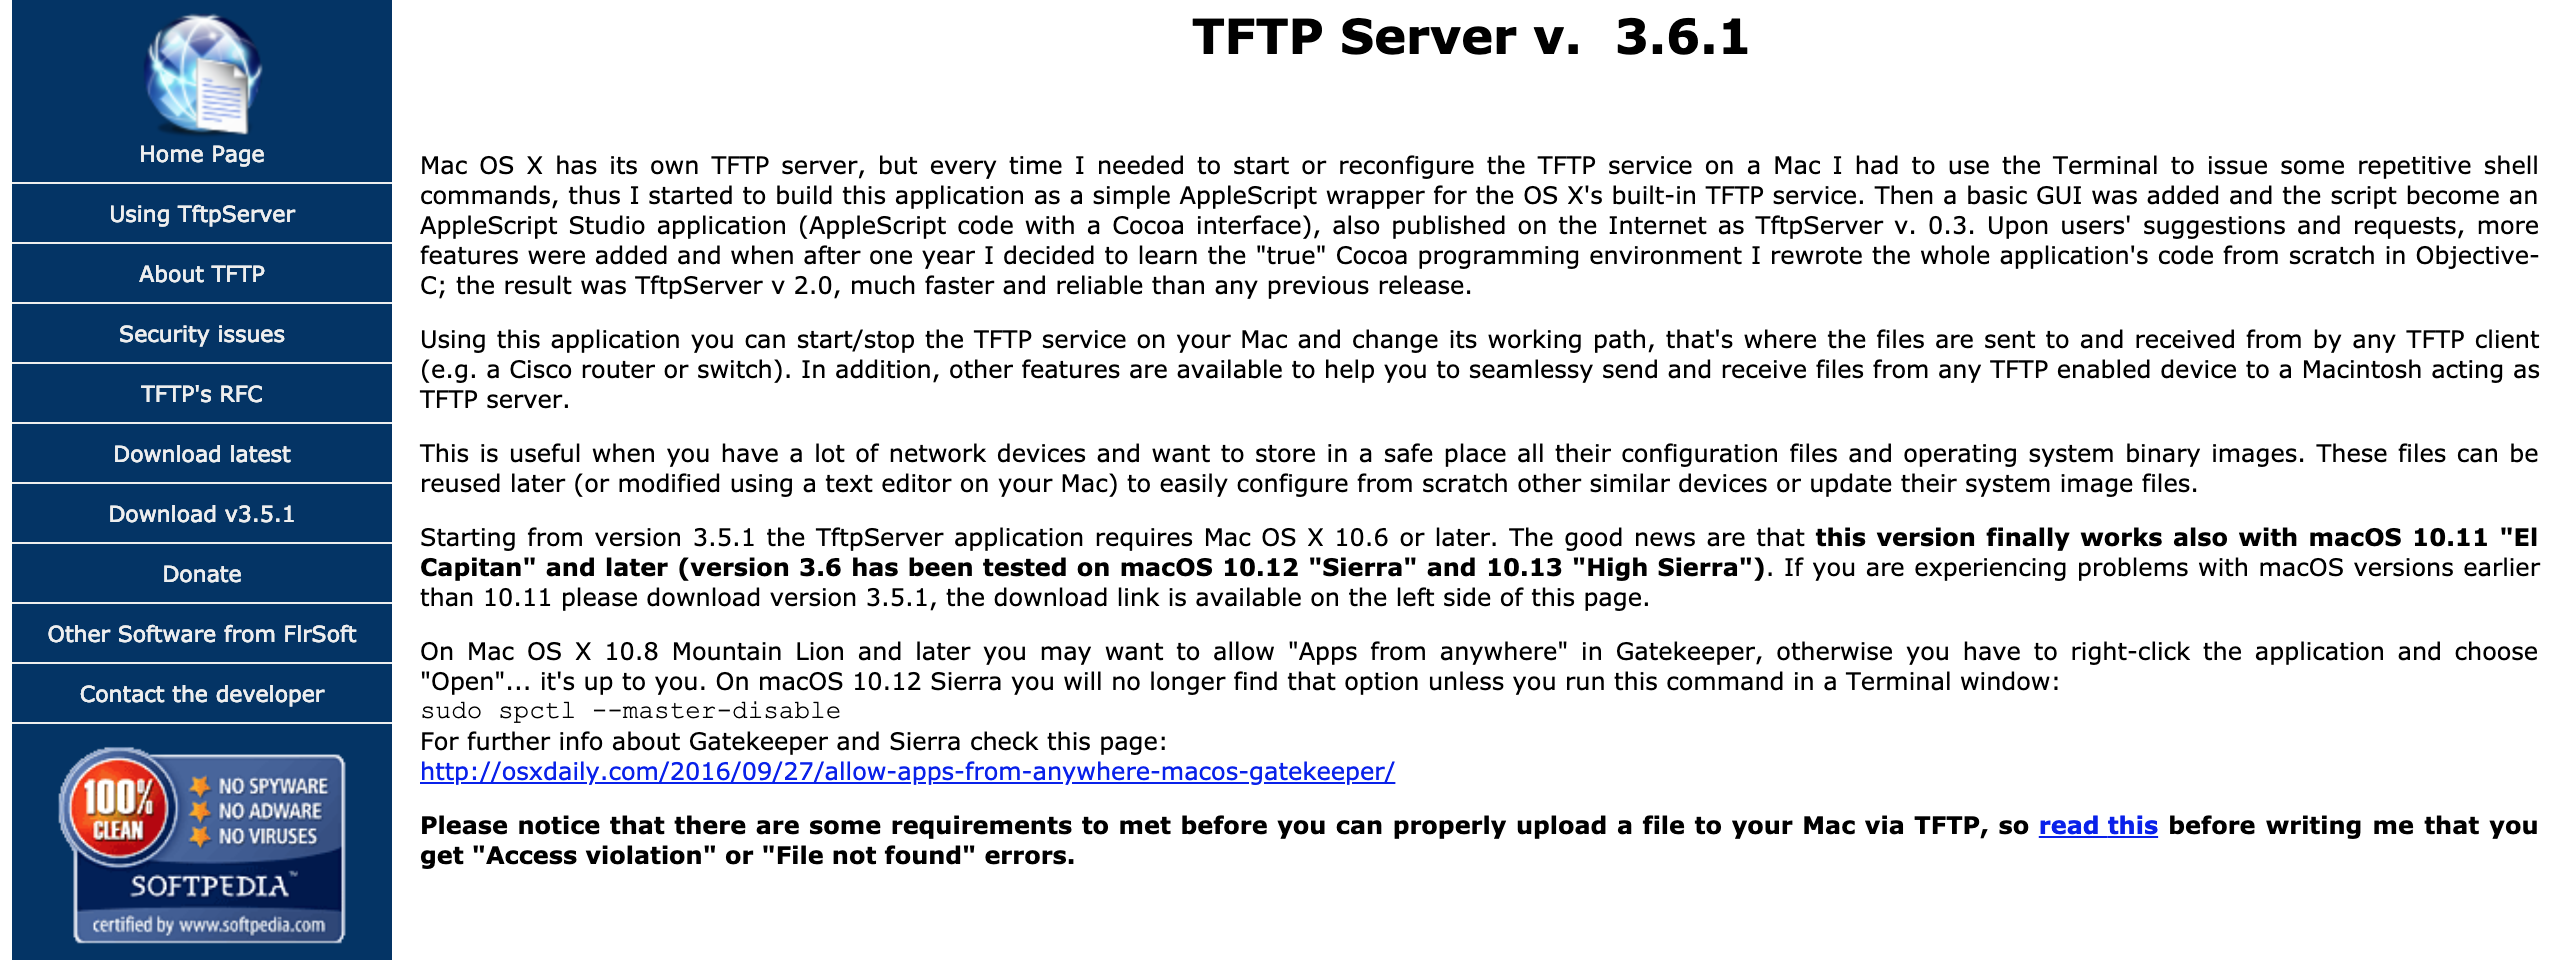 Home Page
Using TftpServer
About TFTP
Security issues
TFTP's RFC
Download latest
Download v3.5.1
Donate
Other Software from FlrSoft
Contact the developer
100%
CLEAN
NO SPYWARE
NO ADWARE
NO VIRUSES
SOFTPEDIA™
certified by www.softpedia.com
TFTP Server v.  3.6.1
Mac OS X has its own TFTP server, but every time I needed to start or reconfigure the TFTP service on a Mac I had to use the Terminal to issue some repetitive shell
commands, thus I started to build this application as a simple AppleScript wrapper for the OS X's built-in TFTP service. Then a basic GUI was added and the script become an
AppleScript Studio application (AppleScript code with a Cocoa interface), also published on the Internet as TftpServer v. 0.3. Upon users' suggestions and requests, more
features were added and when after one year I decided to learn the "true" Cocoa programming environment I rewrote the whole application's code from scratch in Objective-
C; the result was TftpServer v 2.0, much faster and reliable than any previous release.
Using this application you can start/stop the TFTP service on your Mac and change its working path, that's where the files are sent to and received from by any TFTP client
(e.g. a Cisco router or switch). In addition, other features are available to help you to seamlessy send and receive files from any TFTP enabled device to a Macintosh acting as
TFTP server.
This is useful when you have a lot of network devices and want to store in a safe place all their configuration files and operating system binary images. These files can be
reused later (or modified using a text editor on your Mac) to easily configure from scratch other similar devices or update their system image files.
Starting from version 3.5.1 the TftpServer application requires Mac OS X 10.6 or later. The good news are that this version finally works also with macOS 10.11 "El
Capitan" and later (version 3.6 has been tested on macOS 10.12 "Sierra" and 10.13 "High Sierra"). If you are experiencing problems with macOS versions earlier
than 10.11 please download version 3.5.1, the download link is available on the left side of this page.
On Mac OS X 10.8 Mountain Lion and later you may want to allow "Apps from anywhere" in Gatekeeper, otherwise you have to right-click the application and choose
"Open"... it's up to you. On macOS 10.12 Sierra you will no longer find that option unless you run this command in a Terminal window:
sudo spctl --master-disable
For further info about Gatekeeper and Sierra check this page:
http://osxdaily.com/2016/09/27/allow-apps-from-anywhere-macos-gatekeeper/
Please notice that there are some requirements to met before you can properly upload a file to your Mac via TFTP, so read this before writing me that you
get "Access violation" or "File not found" errors.